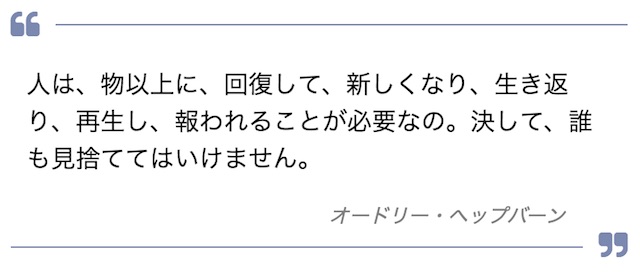 人は、物以上に、回復して、新しくなり、生き返
り、再生し、報われることが必要なの。決して、誰
も見捨ててはいけません。
オードリー・ヘップバーン